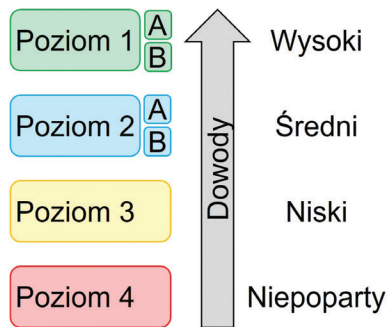 Poziom 1 A B Wysoki
Poziom 2 A B Średni
Dowody
Poziom 3 Niski
Poziom 4 Niepoparty